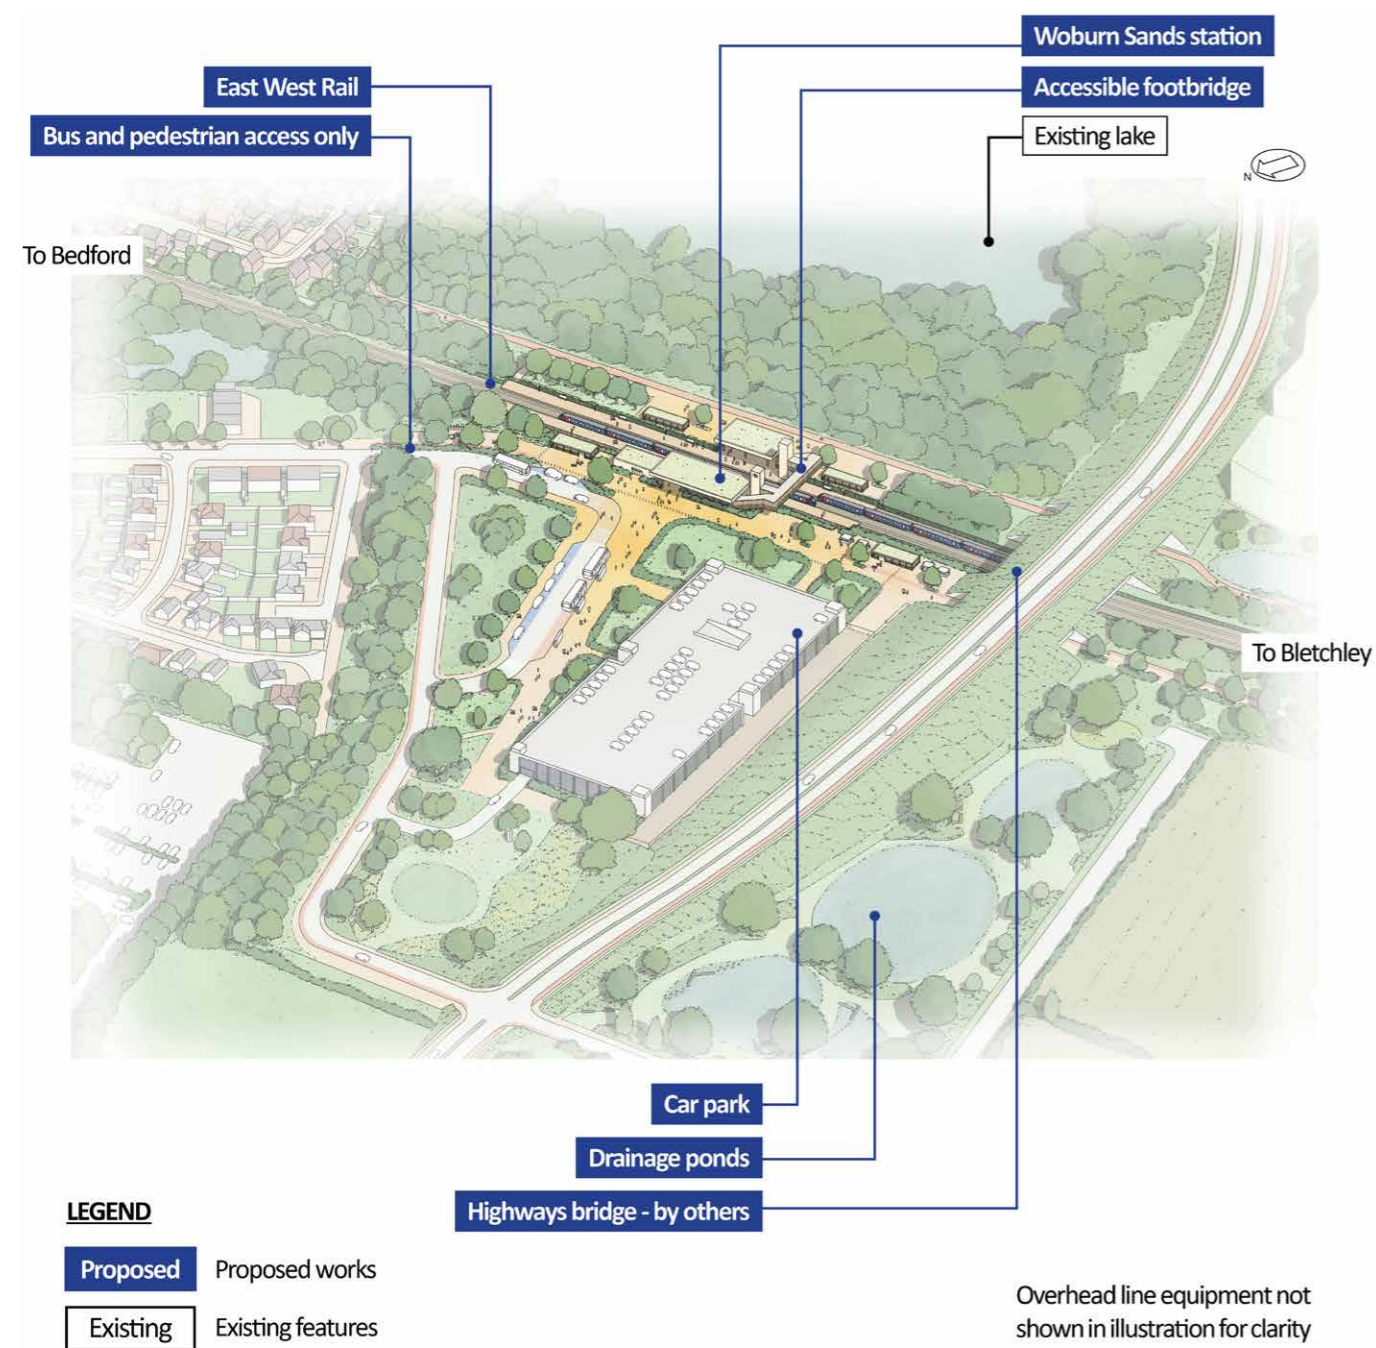 Woburn Sands station
East West Rail
Accessible footbridge
Bus and pedestrian access only
Existing lake
N
To Bedford
To Bletchley
Car park
Drainage ponds
Highways bridge - by others
LEGEND
Proposed Proposed works
Existing Existing features
Overhead line equipment not
shown in illustration for clarity